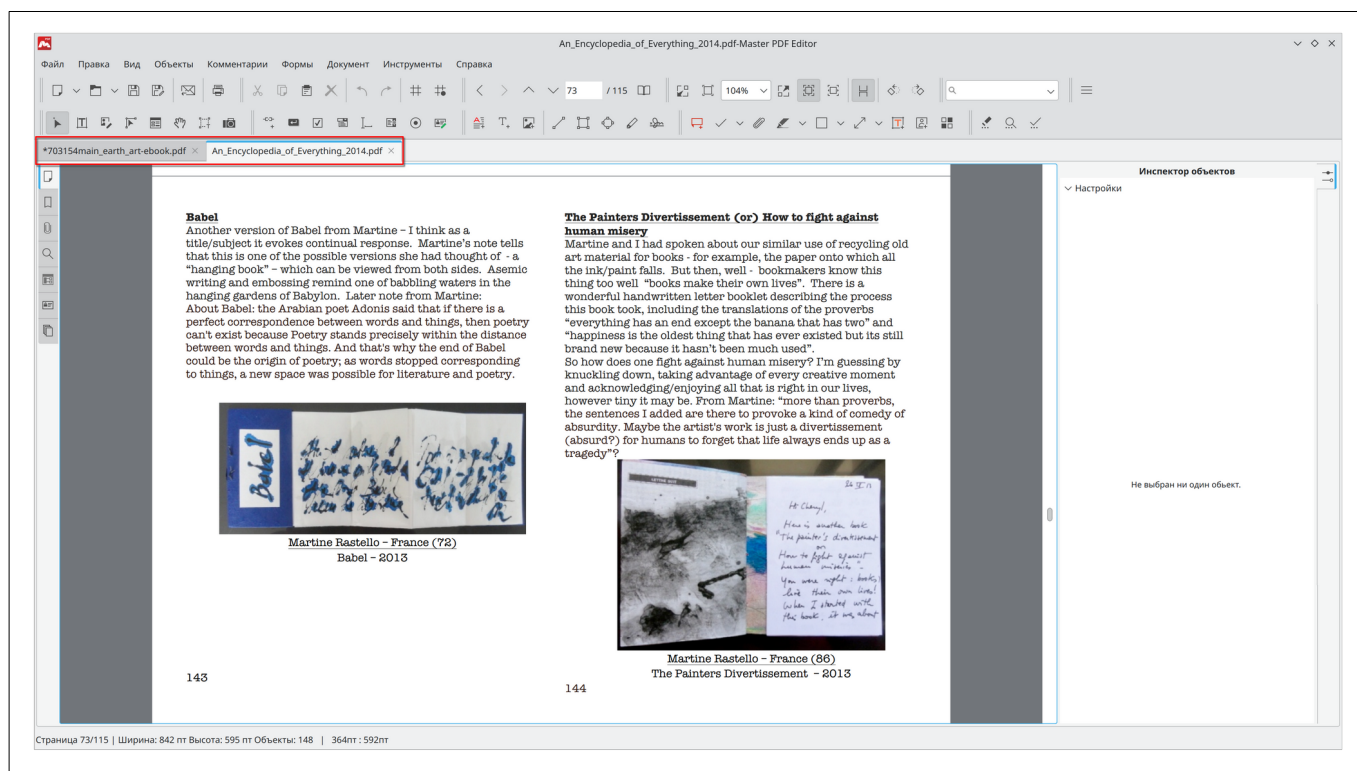 An_Encyclopedia_of_Everything_2014.pdf-Master PDF Editor
Файл Правка Вид Объекты Комментарии Формы Документ Инструменты Справка
73 / 115 104%
*703154main_earth_art-ebook.pdf An_Encyclopedia_of_Everything_2014.pdf
Babel
Another version of Babel from Martine – I think as a
title/subject it evokes continual response. Martine's note tells
that this is one of the possible versions she had thought of - a
"hanging book" – which can be viewed from both sides. Asemic
writing and embossing remind one of babbling waters in the
hanging gardens of Babylon. Later note from Martine:
About Babel: the Arabian poet Adonis said that if there is a
perfect correspondence between words and things, then poetry
can't exist because Poetry stands precisely within the distance
between words and things. And that's why the end of Babel
could be the origin of poetry; as words stopped corresponding
to things, a new space was possible for literature and poetry.
Babel
Martine Rastello – France (72)
Babel – 2013
143
The Painters Divertissement (or) How to fight against
human misery
Martine and I had spoken about our similar use of recycling old
art material for books - for example, the paper onto which all
the ink/paint falls. But then, well - bookmakers know this
thing too well "books make their own lives". There is a
wonderful handwritten letter booklet describing the process
this book took, including the translations of the proverbs
"everything has an end except the banana that has two" and
"happiness is the oldest thing that has ever existed but its still
brand new because it hasn't been much used".
So how does one fight against human misery? I'm guessing by
knuckling down, taking advantage of every creative moment
and acknowledging/enjoying all that is right in our lives,
however tiny it may be. From Martine: "more than proverbs,
the sentences I added are there to provoke a kind of comedy of
absurdity. Maybe the artist's work is just a divertissement
(absurd?) for humans to forget that life always ends up as a
tragedy"?
Hi Cheryl,
Here is another book
"The painter's divertissement
or
How to fight against
human miseries"
You were right: books
live their own lives!
When I started with
this book, it was about
Martine Rastello – France (86)
The Painters Divertissement – 2013
144
Инспектор объектов
Настройки
Не выбран ни один обьект.
Страница 73/115 | Ширина: 842 пт Высота: 595 пт Объекты: 148 | 364пт : 592пт